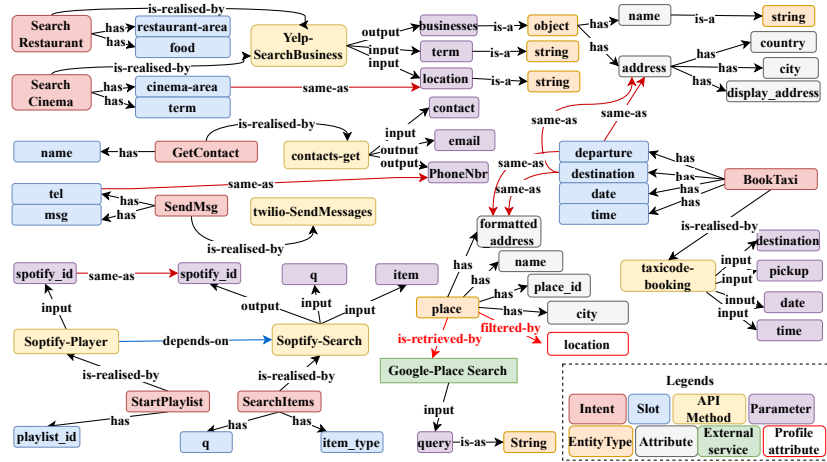 Search
Restaurant
is-realised-by
has
has
restaurant-area
food
Yelp-
SearchBusiness
output
input
input
businesses
term
location
is-a
is-a
is-a
object
string
string
has
has
name
is-a
string
address
has
has
has
country
city
display_address
Search
Cinema
is-realised-by
has
has
cinema-area
term
same-as
name
has
GetContact
is-realised-by
contacts-get
input
output
output
contact
email
PhoneNbr
tel
msg
has
has
SendMsg
same-as
is-realised-by
twilio-SendMessages
same-as
same-as
same-as
same-as
departure
destination
date
time
has
has
has
has
BookTaxi
is-realised-by
taxicode-
booking
input
input
input
input
destination
pickup
date
time
formatted
address
has
has
has
has
name
place_id
city
place
is-retrieved-by
filtered-by
location
Google-Place Search
input
query
is-as
String
spotify_id
same-as
spotify_id
q
item
input
output
input
input
Soptify-Player
depends-on
Soptify-Search
is-realised-by
is-realised-by
StartPlaylist
SearchItems
has
has
has
playlist_id
q
item_type
Legends
Intent
Slot
API
Method
Parameter
EntityType
Attribute
External
service
Profile
attribute